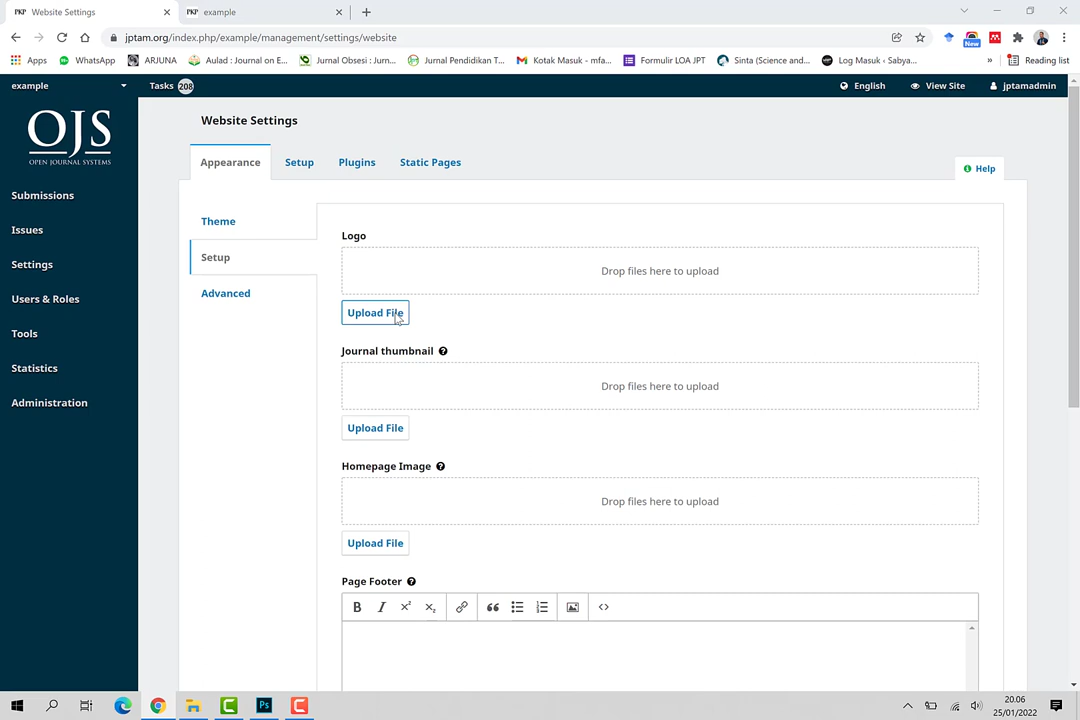 Website Settings
example
jptam.org/index.php/example/management/settings/website
Apps
WhatsApp
ARJUNA
Aulad : Journal on E...
Jurnal Obsesi : Jurn...
Jurnal Pendidikan T...
Kotak Masuk - mfa...
Formulir LOA JPT
Sinta (Science and...
Log Masuk ‹ Sabya...
»
Reading list
New
example
Tasks 208
English
View Site
jptamadmin
OJS
OPEN JOURNAL SYSTEMS
Submissions
Issues
Settings
Users & Roles
Tools
Statistics
Administration
Website Settings
Appearance
Setup
Plugins
Static Pages
Help
Theme
Setup
Advanced
Logo
Drop files here to upload
Upload File
Journal thumbnail
Drop files here to upload
Upload File
Homepage Image
Drop files here to upload
Upload File
Page Footer
20.06
25/01/2022